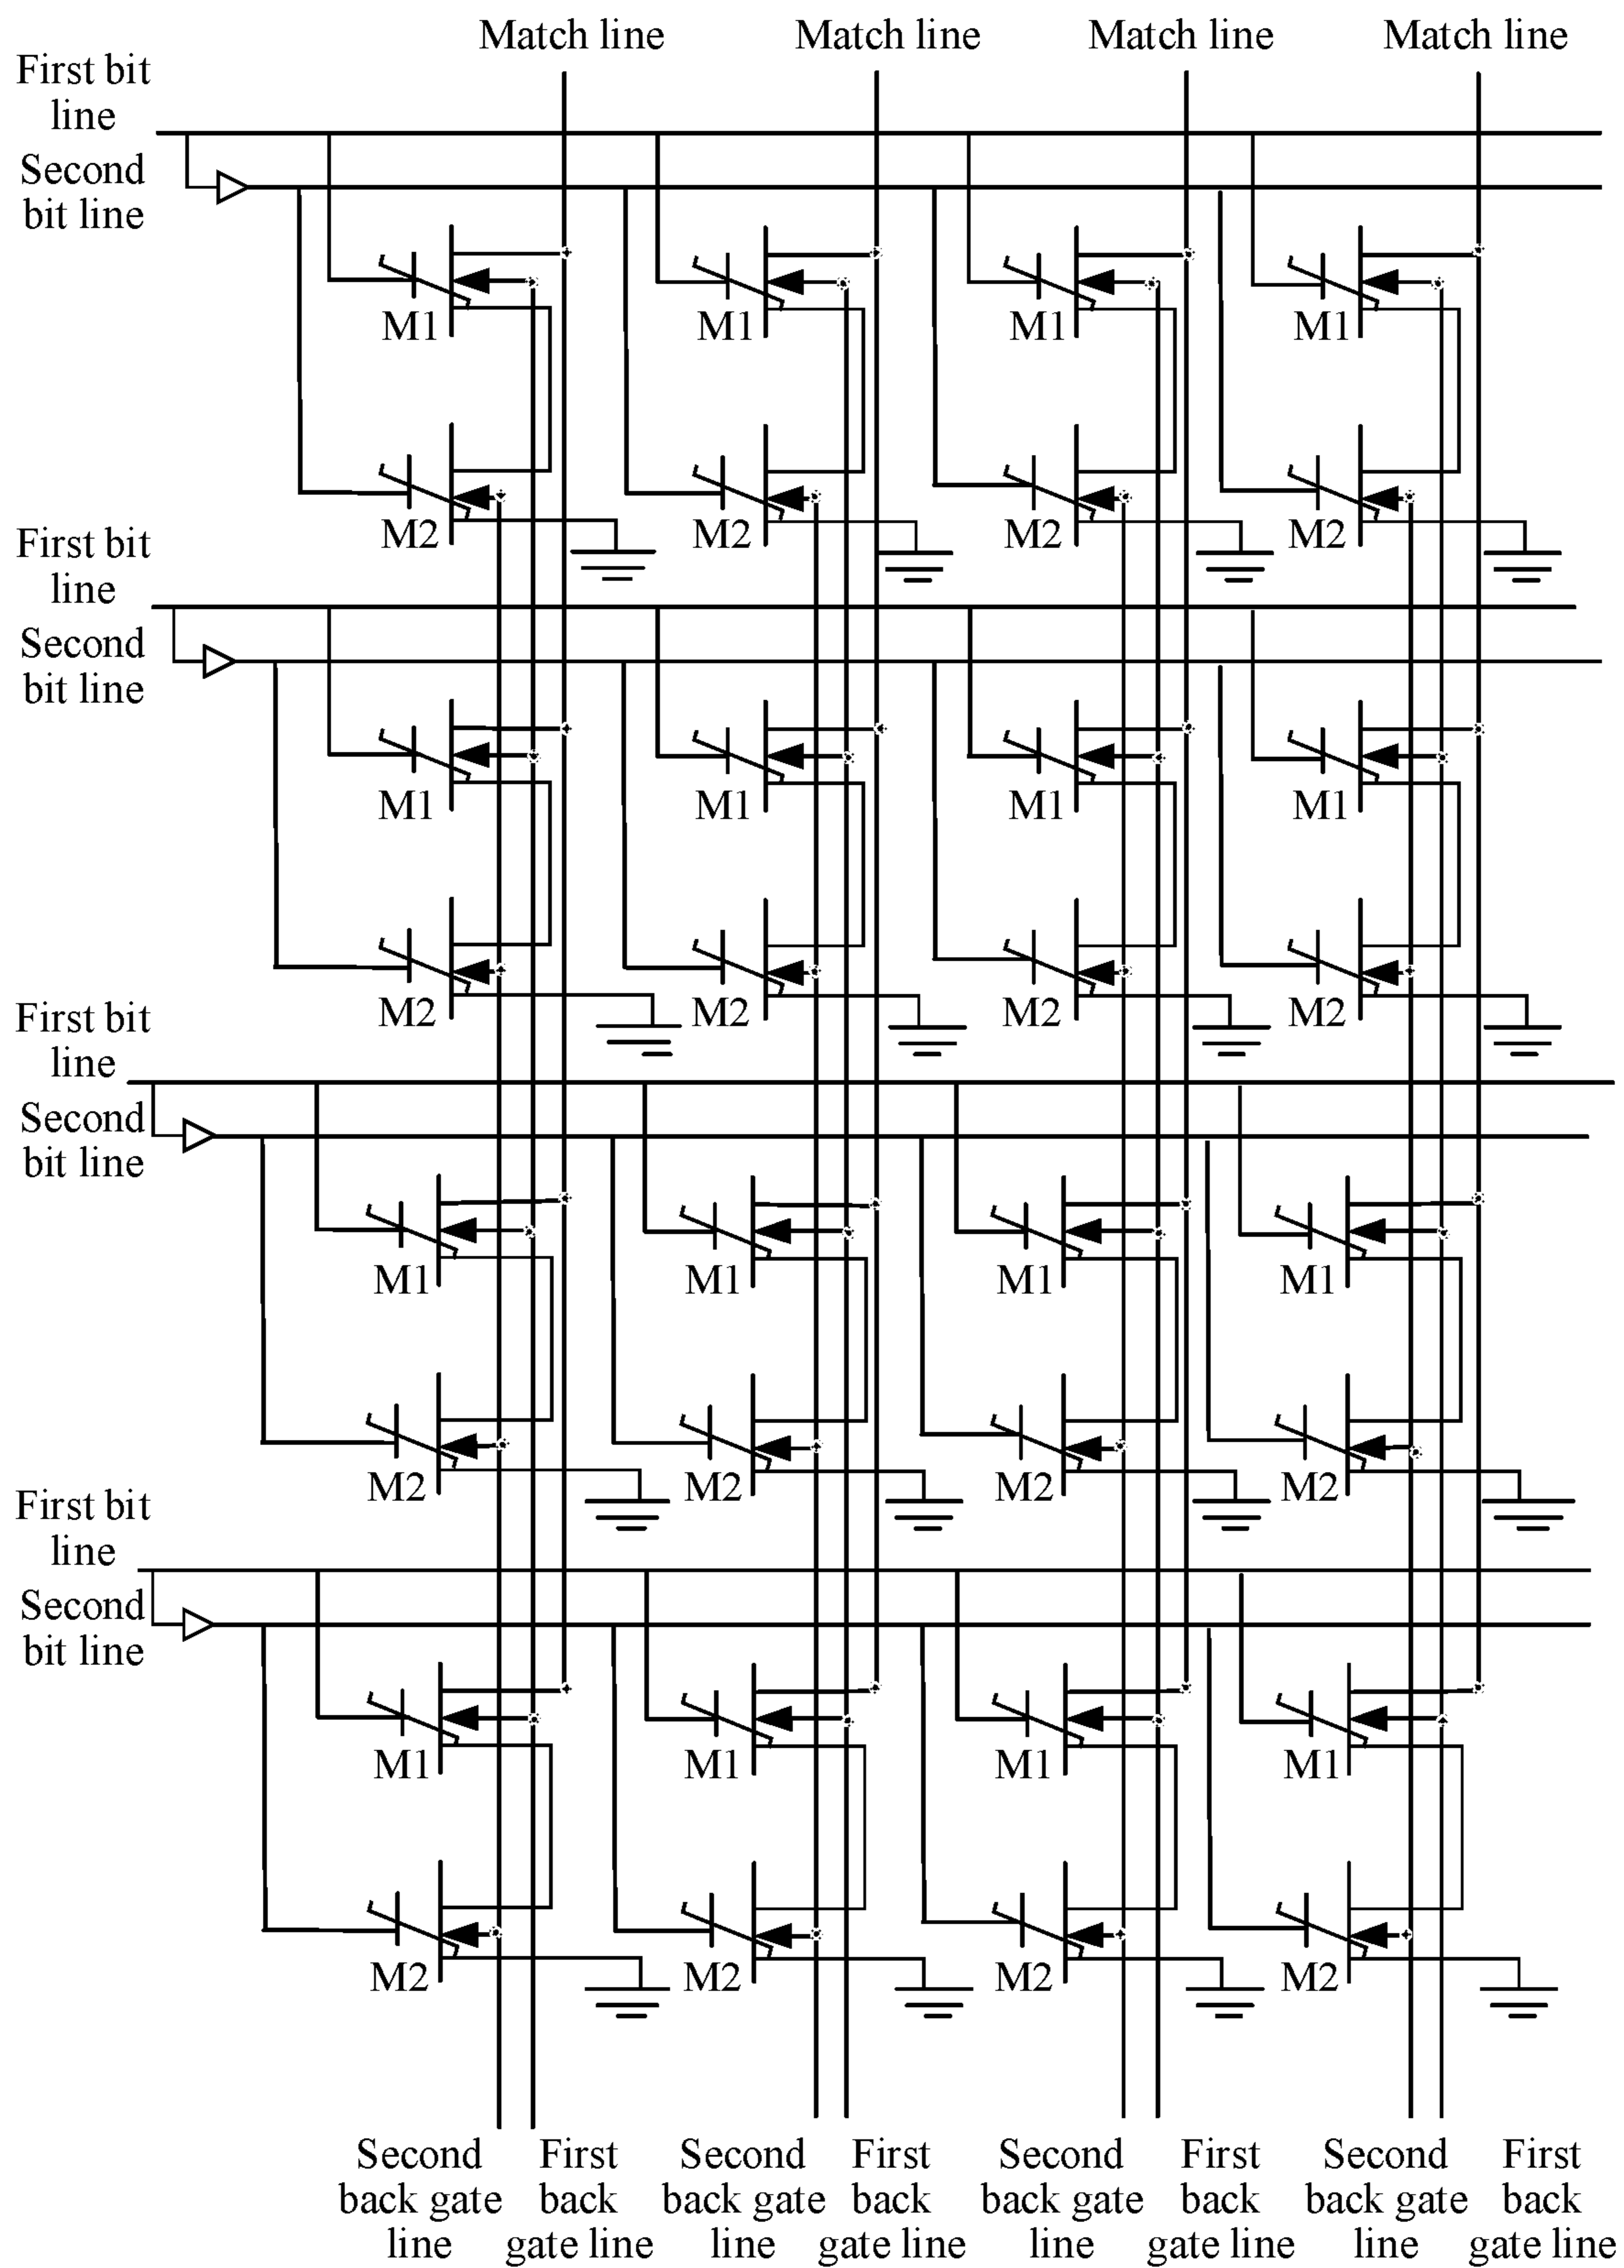 Match line Match line Match line Match line
First bit
line
Second
bit line
M1 M1 M1 M1
M2 M2 M2 M2
First bit
line
Second
bit line
M1 M1 M1 M1
M2 M2 M2 M2
First bit
line
Second
bit line
M1 M1 M1 M1
M2 M2 M2 M2
First bit
line
Second
bit line
M1 M1 M1 M1
M2 M2 M2 M2
Second First Second First Second First Second First
back gate back back gate back back gate back back gate back
line gate line line gate line line gate line line gate line